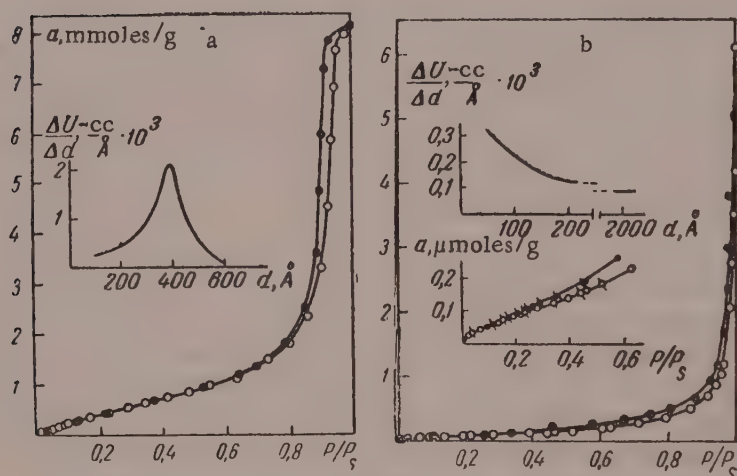 a, mmoles/g a
8
7
6
5
4
3
2
1
0,2 0,4 0,6 0,8 P/Ps
ΔU/Δd, cc/Å · 10³
2
1
200 400 600 d, Å
b
6
5
4
3
2
1
0,2 0,4 0,6 0,8 P/Ps
ΔU/Δd, cc/Å · 10³
0,3
0,2
0,1
100 200 2000 d, Å
a, μmoles/g
0,2
0,1
0,2 0,4 0,6 P/Ps